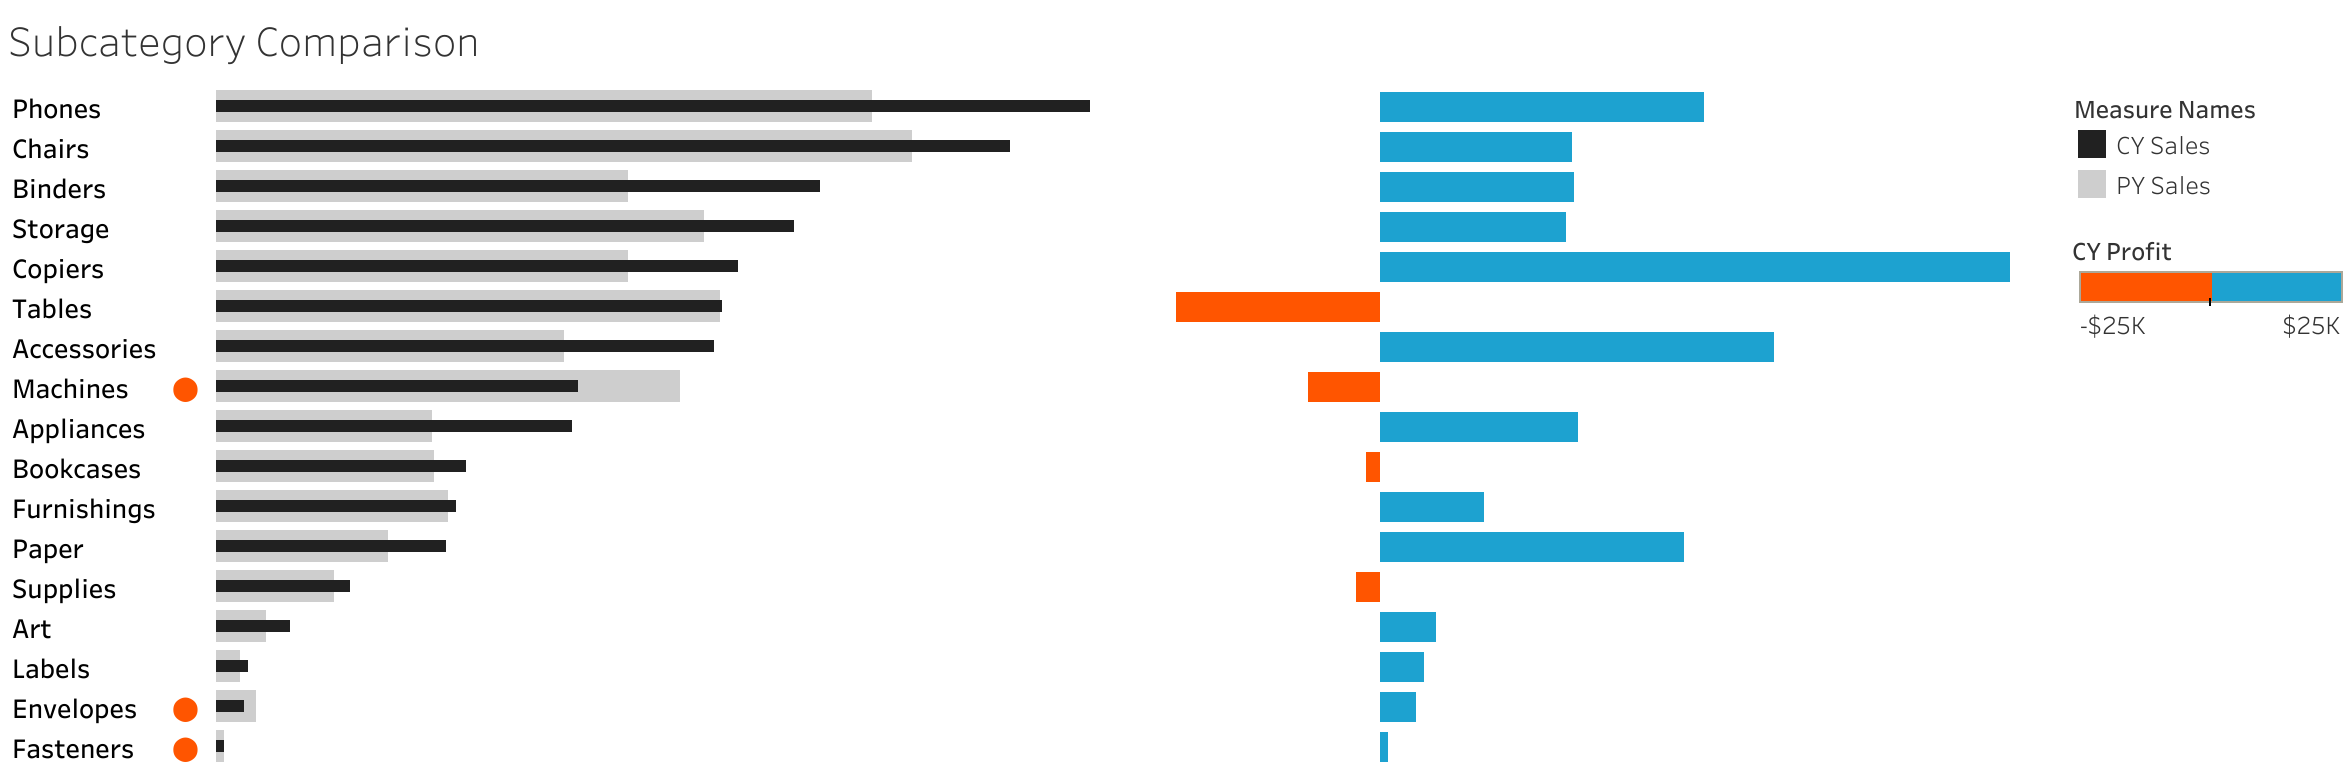 Subcategory Comparison
Phones
Chairs
Binders
Storage
Copiers
Tables
Accessories
Machines
Appliances
Bookcases
Furnishings
Paper
Supplies
Art
Labels
Envelopes
Fasteners
Measure Names
CY Sales
PY Sales
CY Profit
-$25K $25K